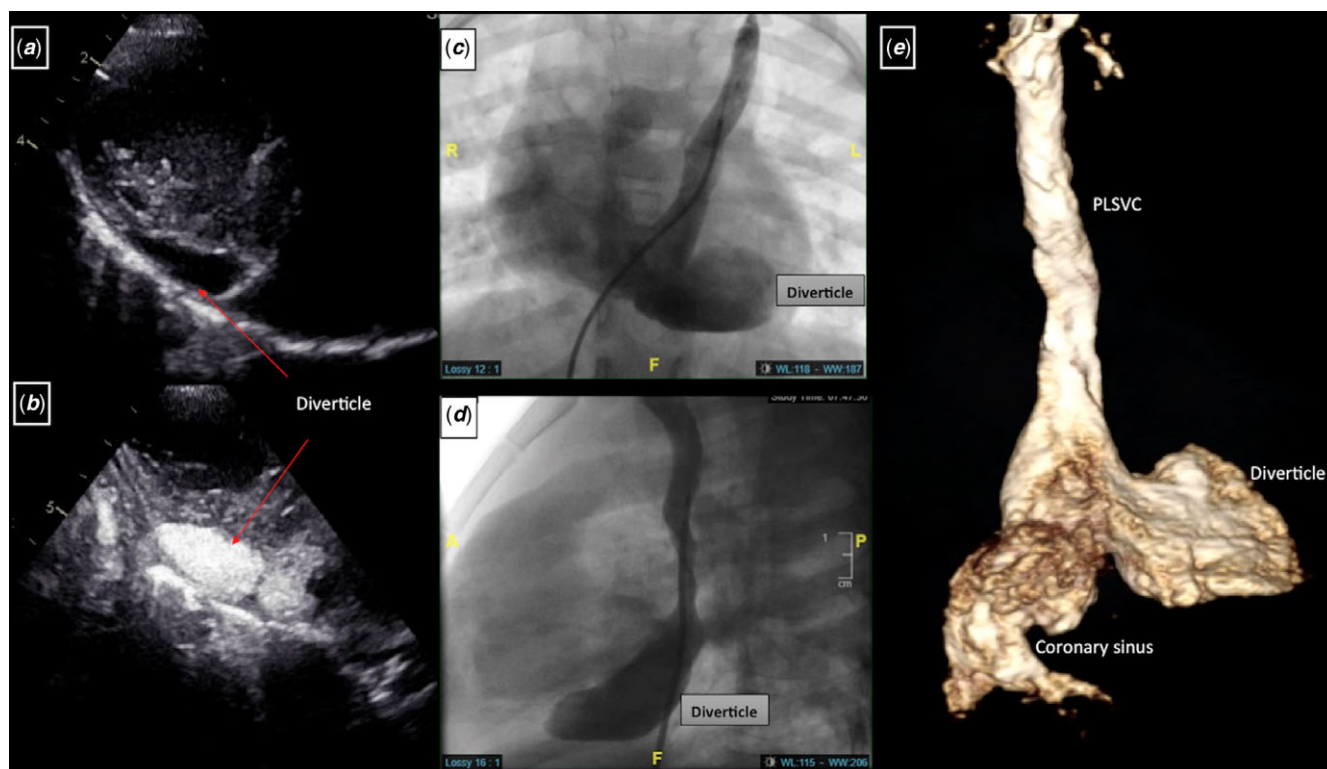 (a)
2
4
Diverticle
(b)
5
(c)
R
L
Diverticle
F
Lossy 12 : 1
WL:118 - WW:187
(d)
A
P
1
cm
Diverticle
F
Lossy 16 : 1
WL:115 - WW:206
(e)
PLSVC
Diverticle
Coronary sinus